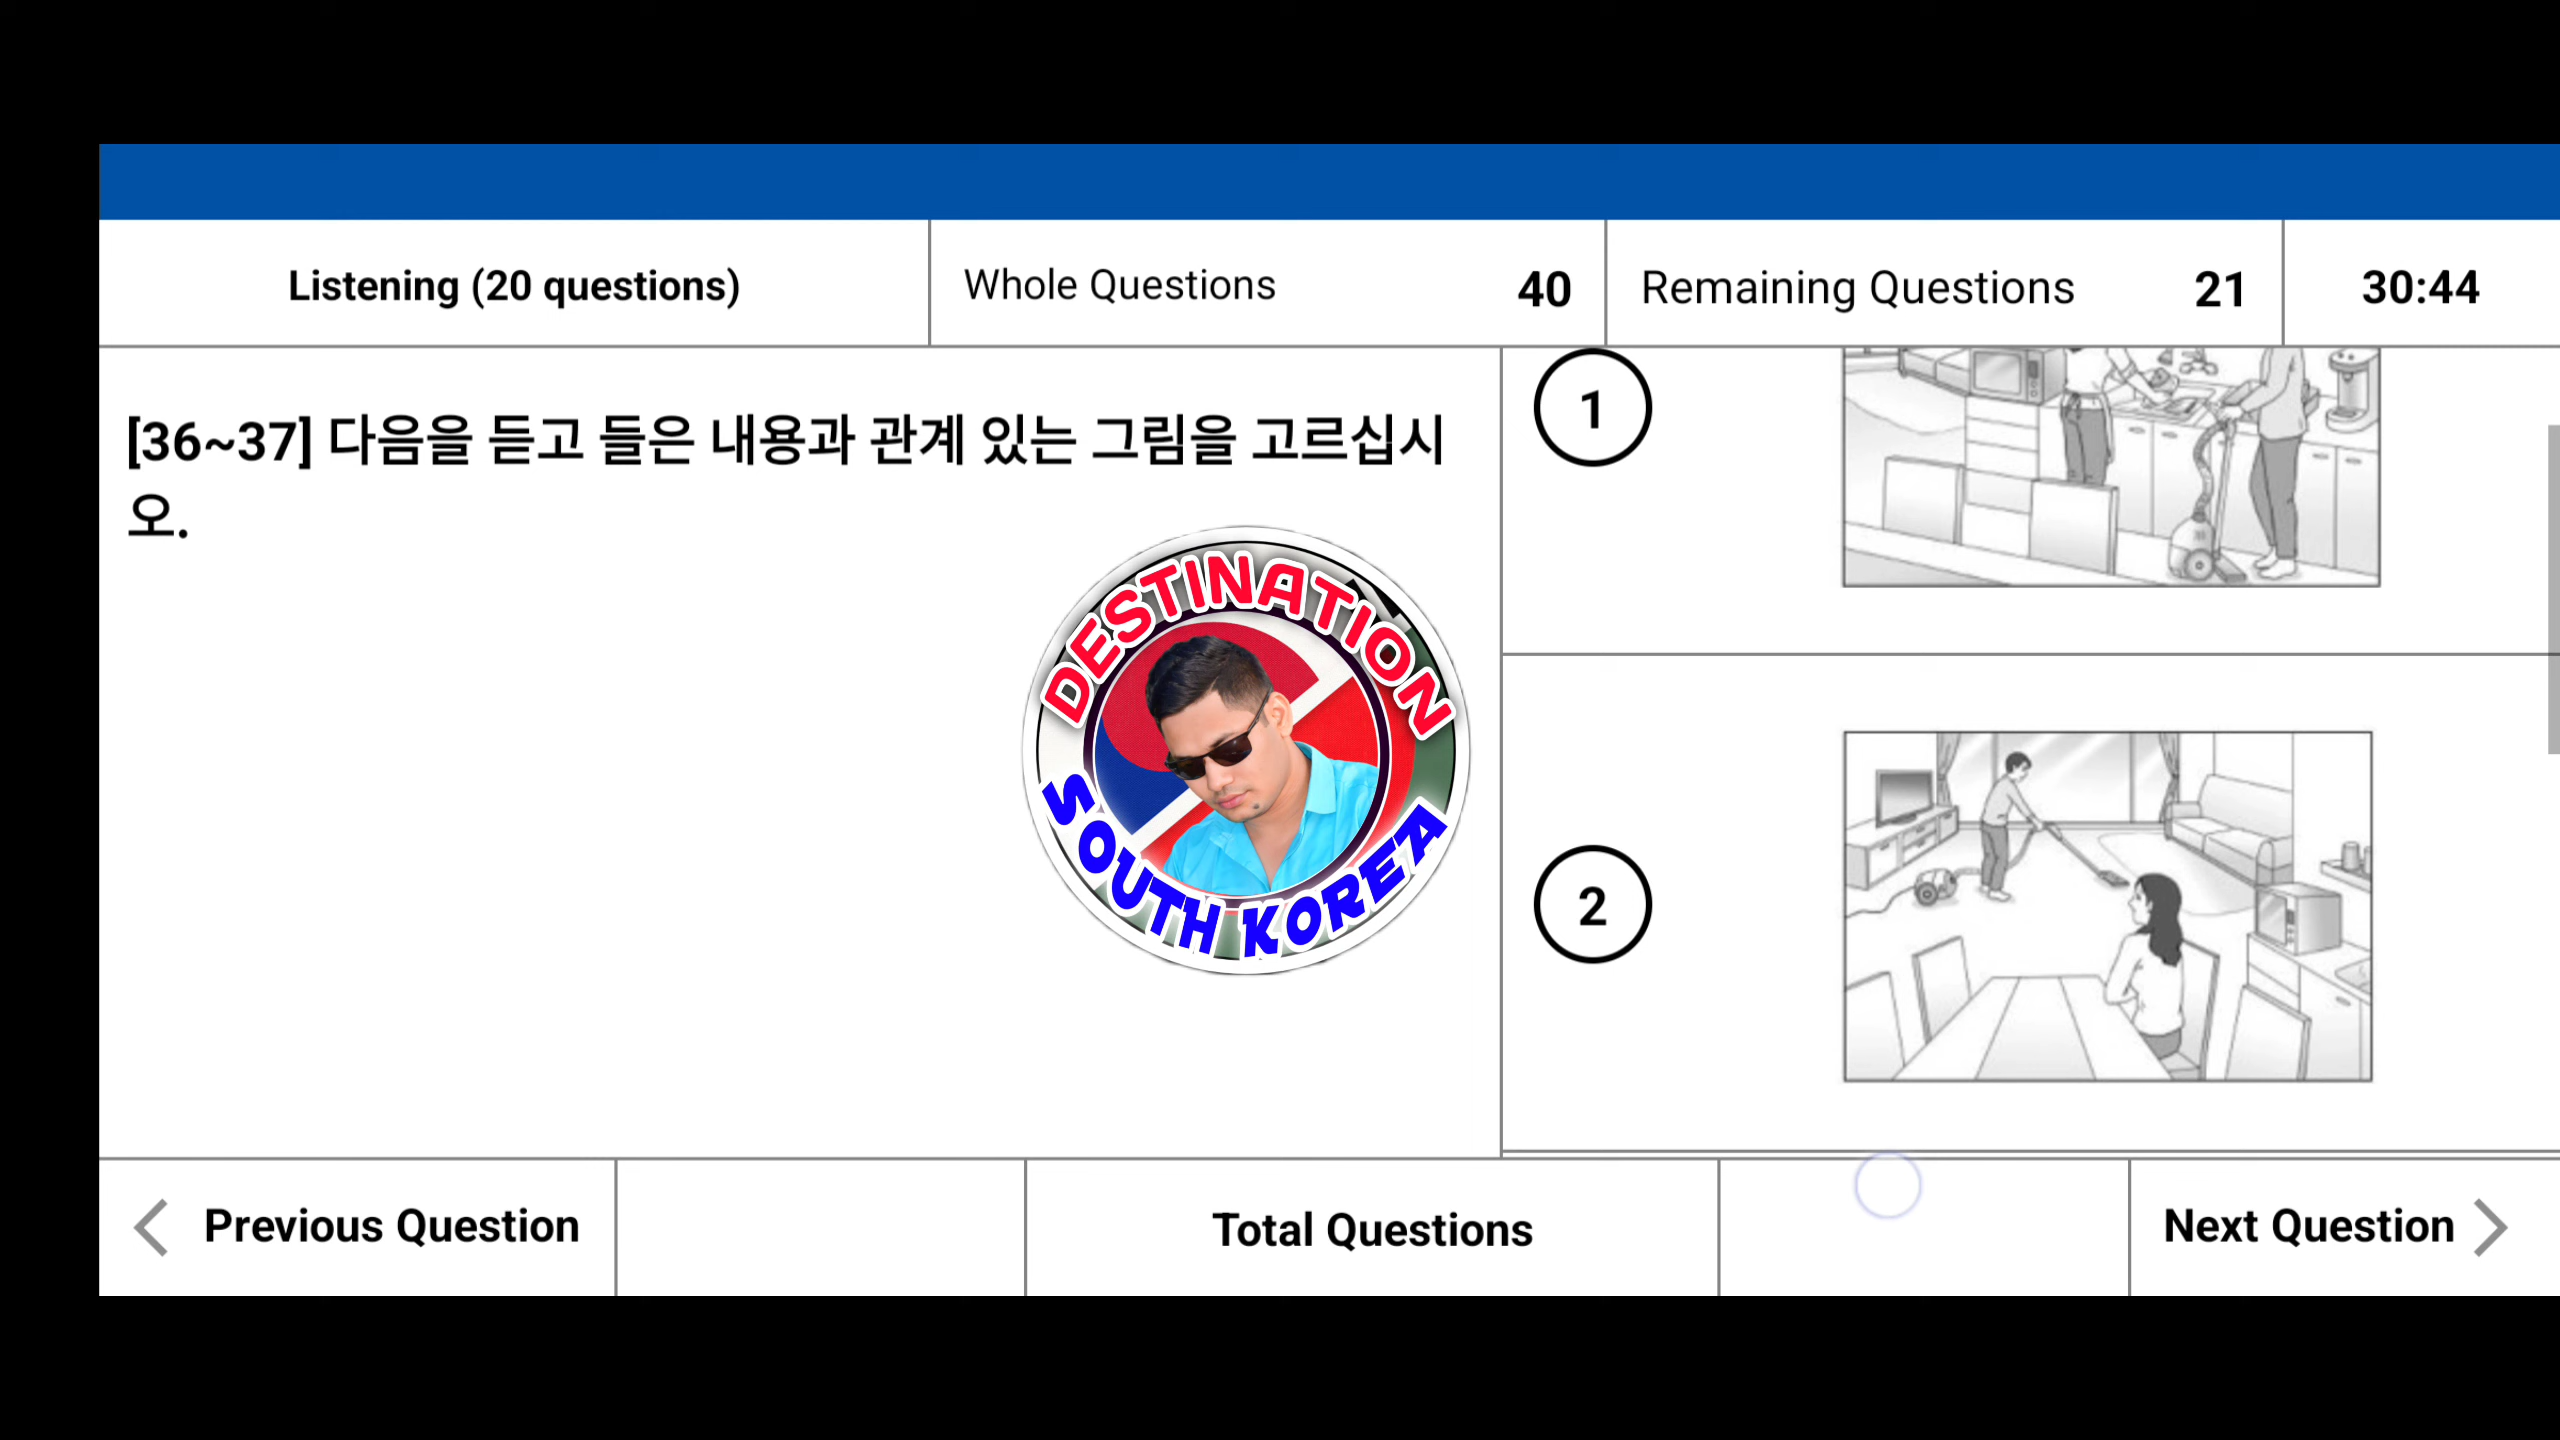 Listening (20 questions)
Whole Questions 40
Remaining Questions 21
30:44
[36~37] 다음을 듣고 들은 내용과 관계 있는 그림을 고르십시
오.
DESTINATION
SOUTH KOREA
1
2
Previous Question
Total Questions
Next Question